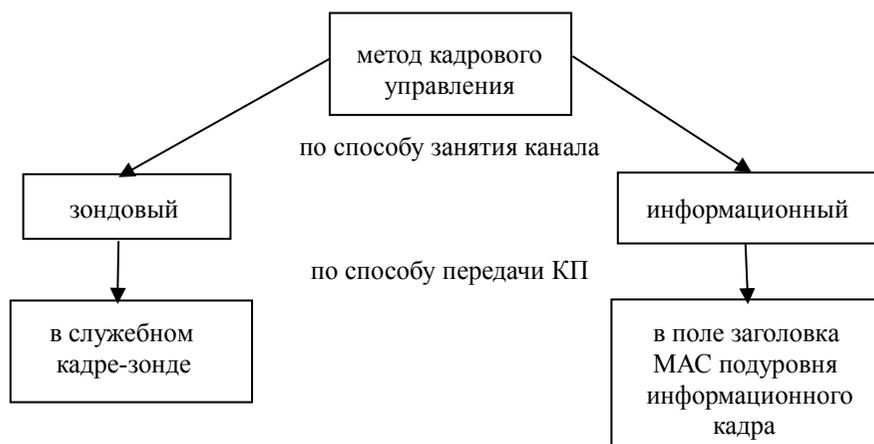 метод кадрового
управления
по способу занятия канала
зондовый
информационный
по способу передачи КП
в служебном
кадре-зонде
в поле заголовка
МАС подуровня
информационного
кадра